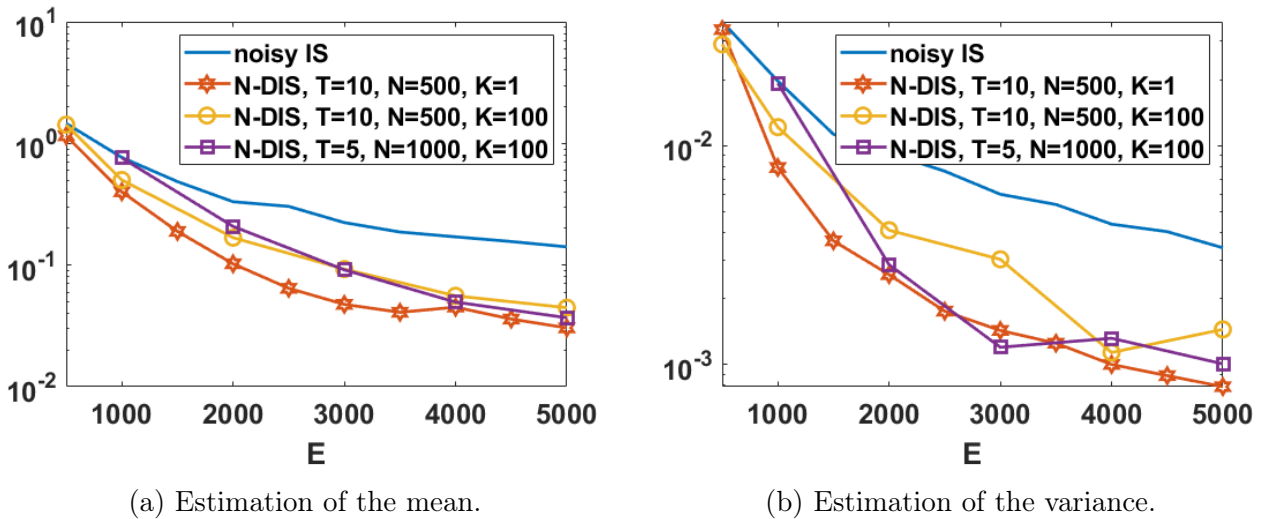 10^1
10^0
10^-1
10^-2
noisy IS
N-DIS, T=10, N=500, K=1
N-DIS, T=10, N=500, K=100
N-DIS, T=5, N=1000, K=100
1000 2000 3000 4000 5000
E
(a) Estimation of the mean.
10^-2
10^-3
noisy IS
N-DIS, T=10, N=500, K=1
N-DIS, T=10, N=500, K=100
N-DIS, T=5, N=1000, K=100
1000 2000 3000 4000 5000
E
(b) Estimation of the variance.